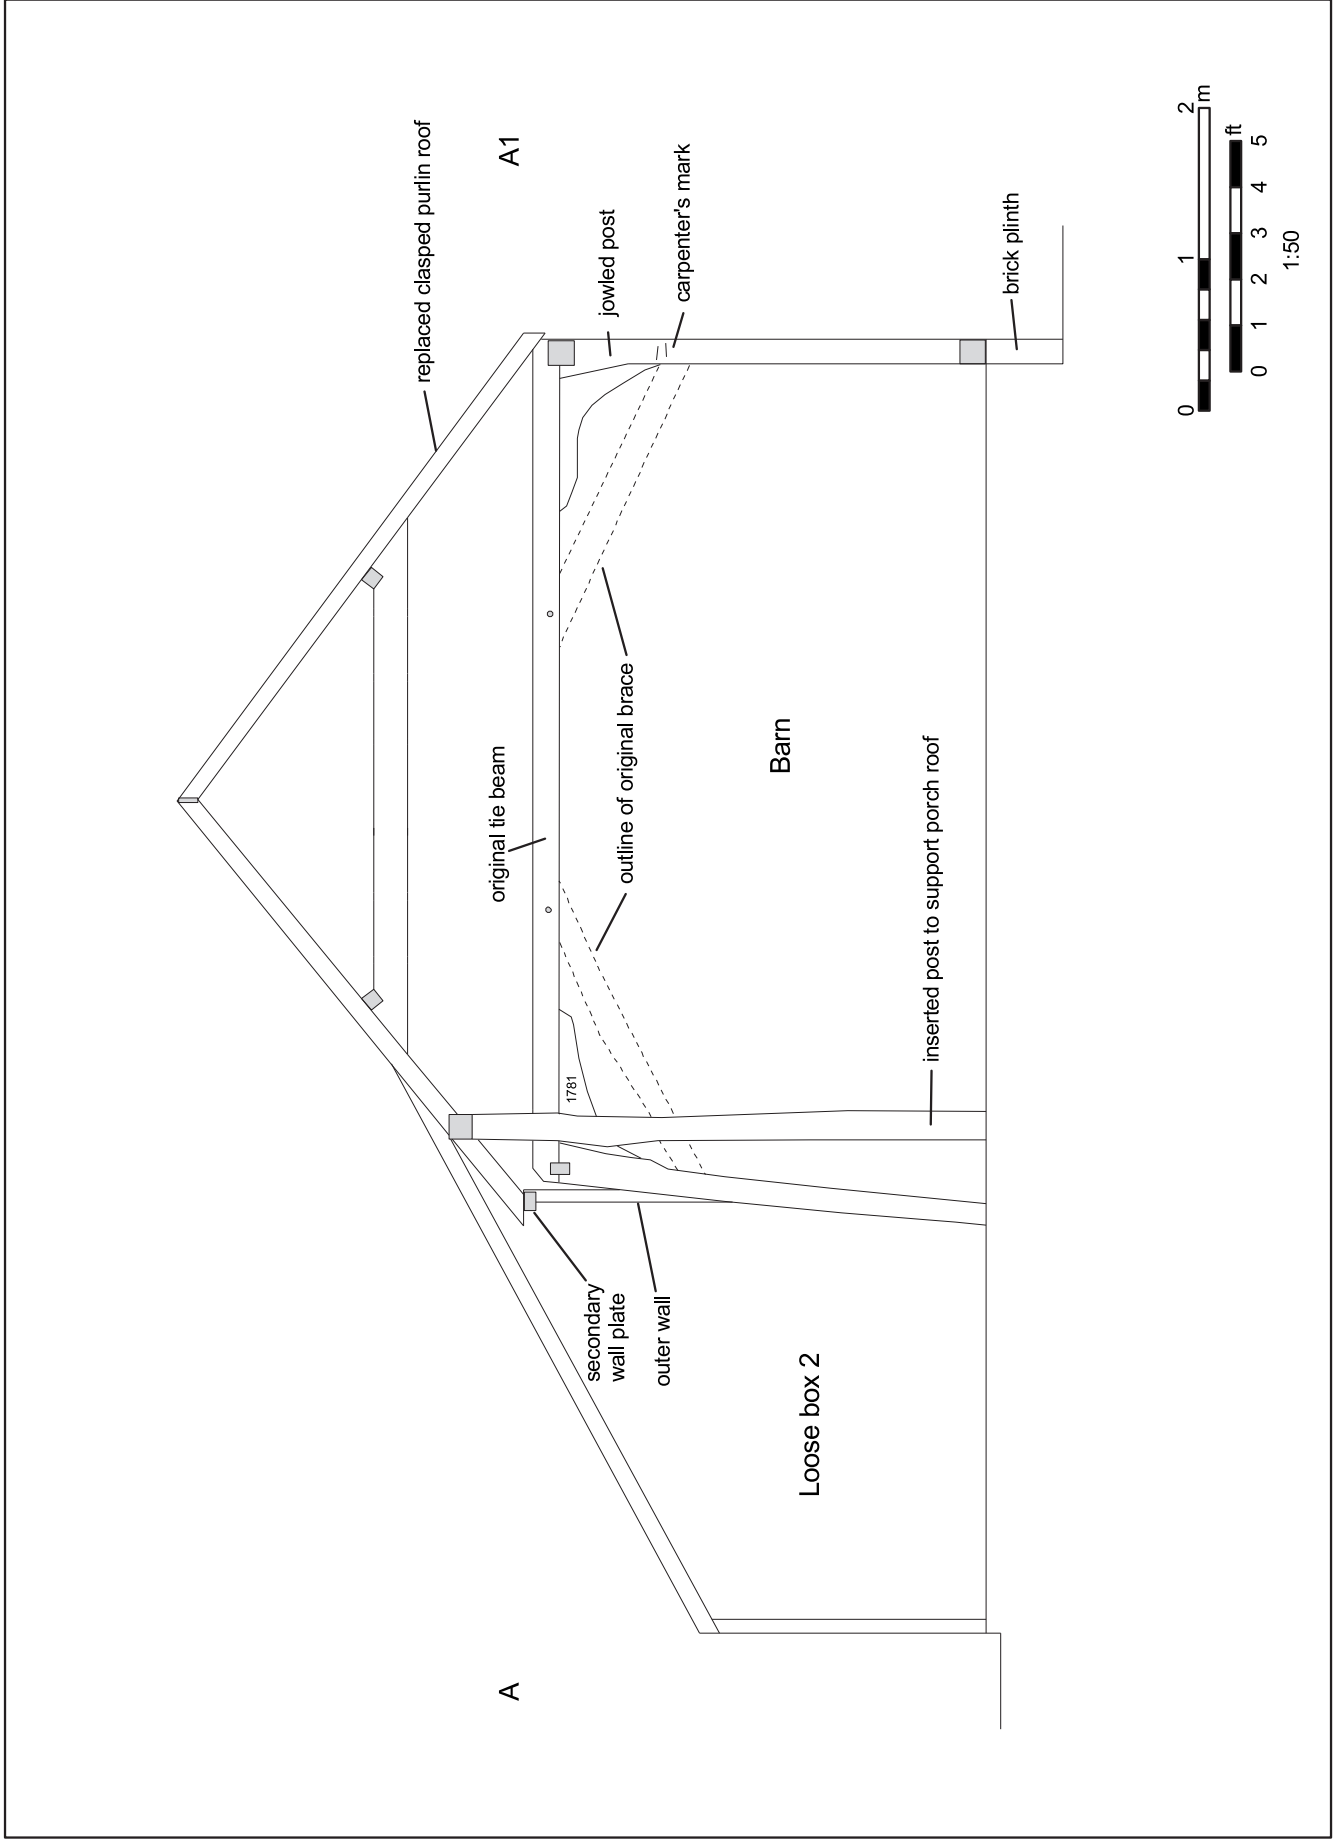 replaced clasped purlin roof
A
A1
original tie beam
jowled post
1781
carpenter's mark
secondary
wall plate
outline of original brace
outer wall
Barn
Loose box 2
inserted post to support porch roof
brick plinth
0 1 2
m
ft
0 1 2 3 4 5
1:50